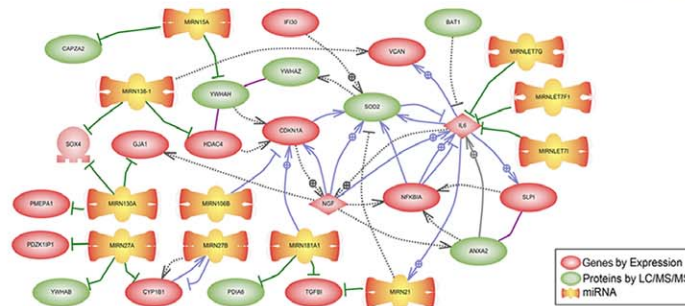 MIRN15A
IFI30
BAT1
CAPZA2
VCAN
MIRNLET7G
YWHAZ
MIRN138-1
YWHAH
SOD2
MIRNLET7F1
IL6
CDKN1A
SOX4
GJA1
HDAC4
MIRNLET7I
PMEPA1
MIRN130A
MIRN106B
NGF
NFKBIA
SLPI
PDZK1IP1
MIRN27A
MIRN27B
MIRN181A1
ANXA2
YWHAB
CYP1B1
PDIA6
TGFBI
MIRN21
Genes by Expression
Proteins by LC/MS/MS
miRNA